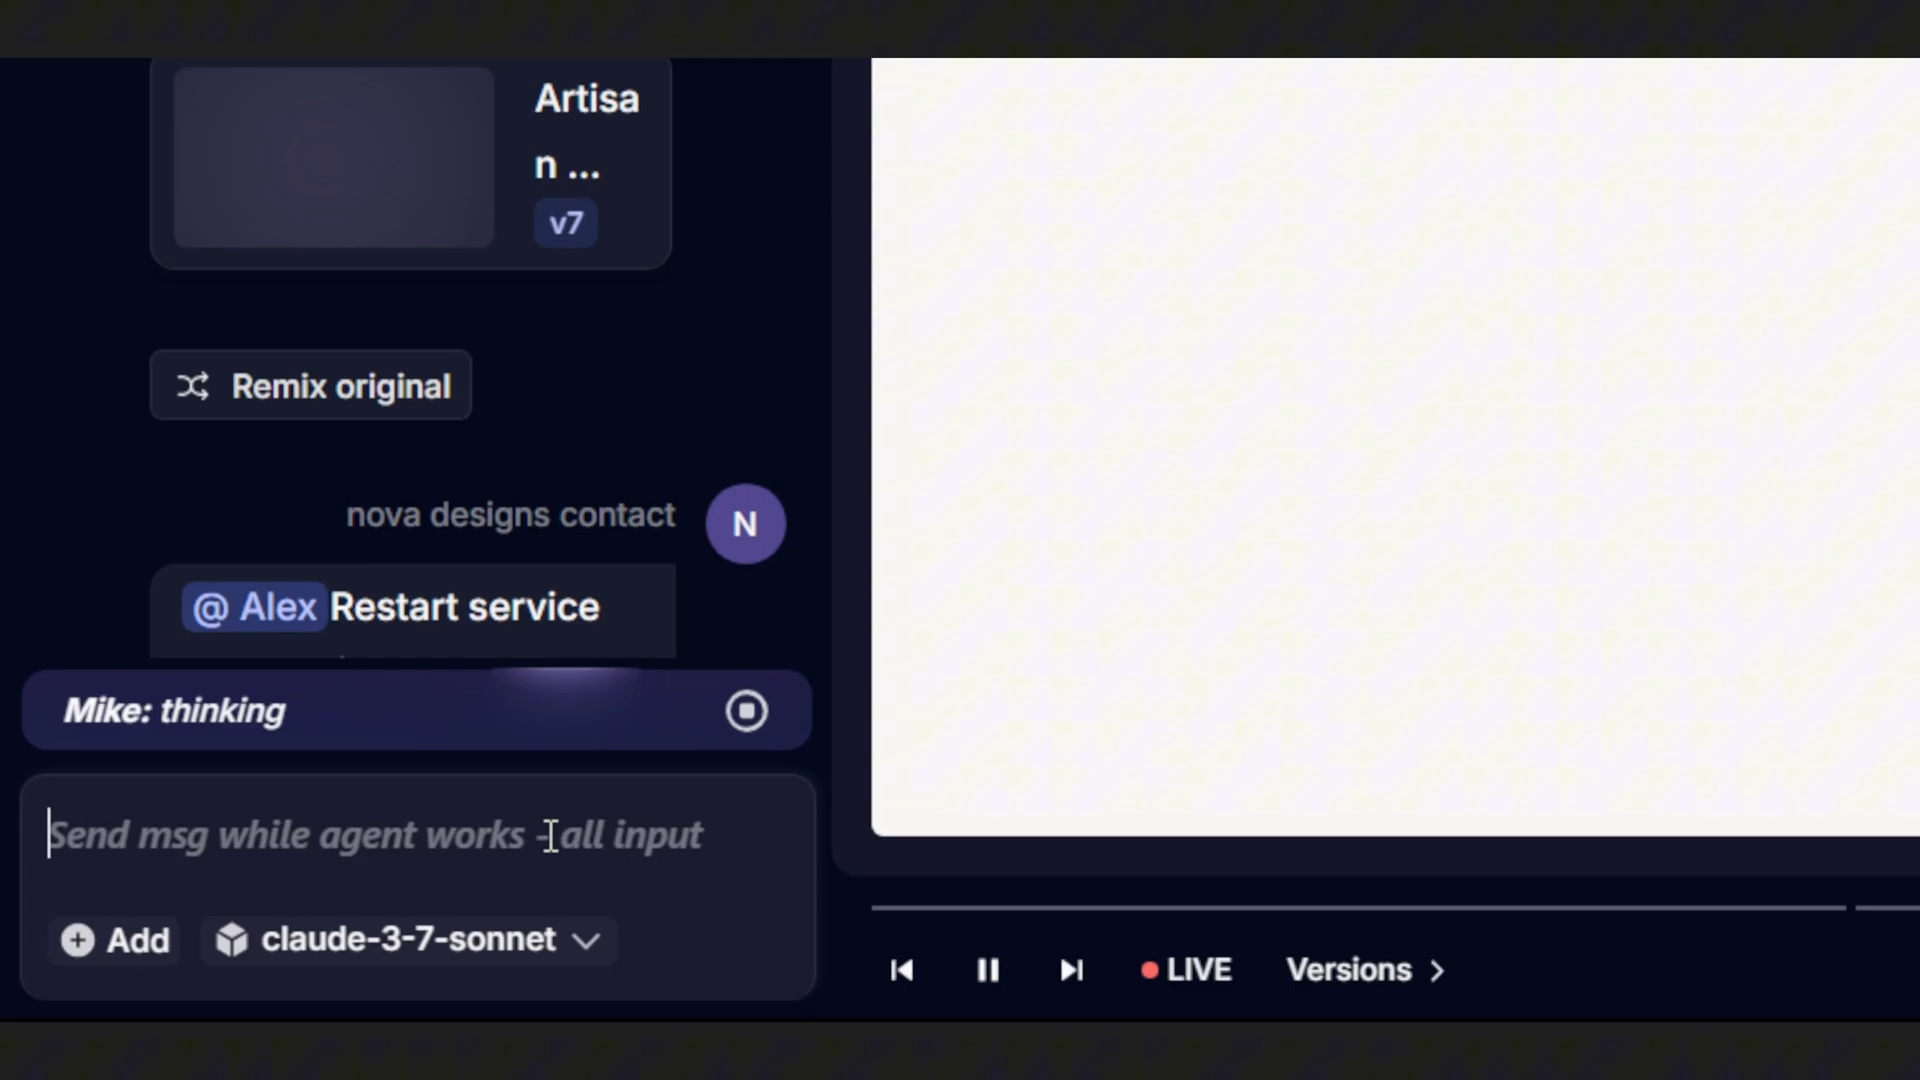 Artisa
n ...
v7
Remix original
nova designs contact
N
@ Alex Restart service
Mike: thinking
Send msg while agent works - all input
Add
claude-3-7-sonnet
LIVE
Versions